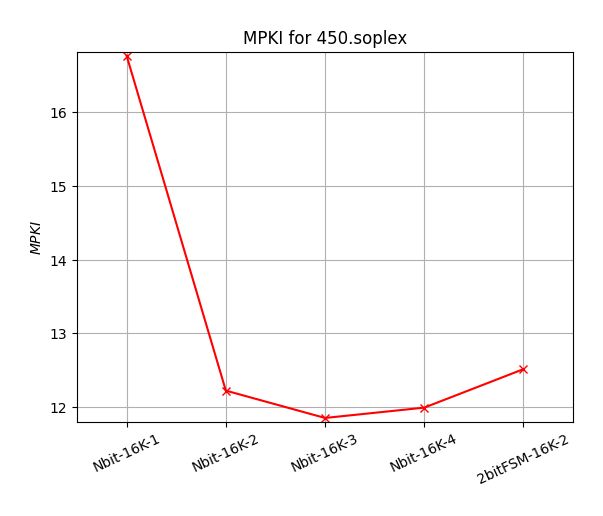 MPKI for 450.soplex
MPKI
16
15
14
13
12
Nbit-16K-1
Nbit-16K-2
Nbit-16K-3
Nbit-16K-4
2bitFSM-16K-2